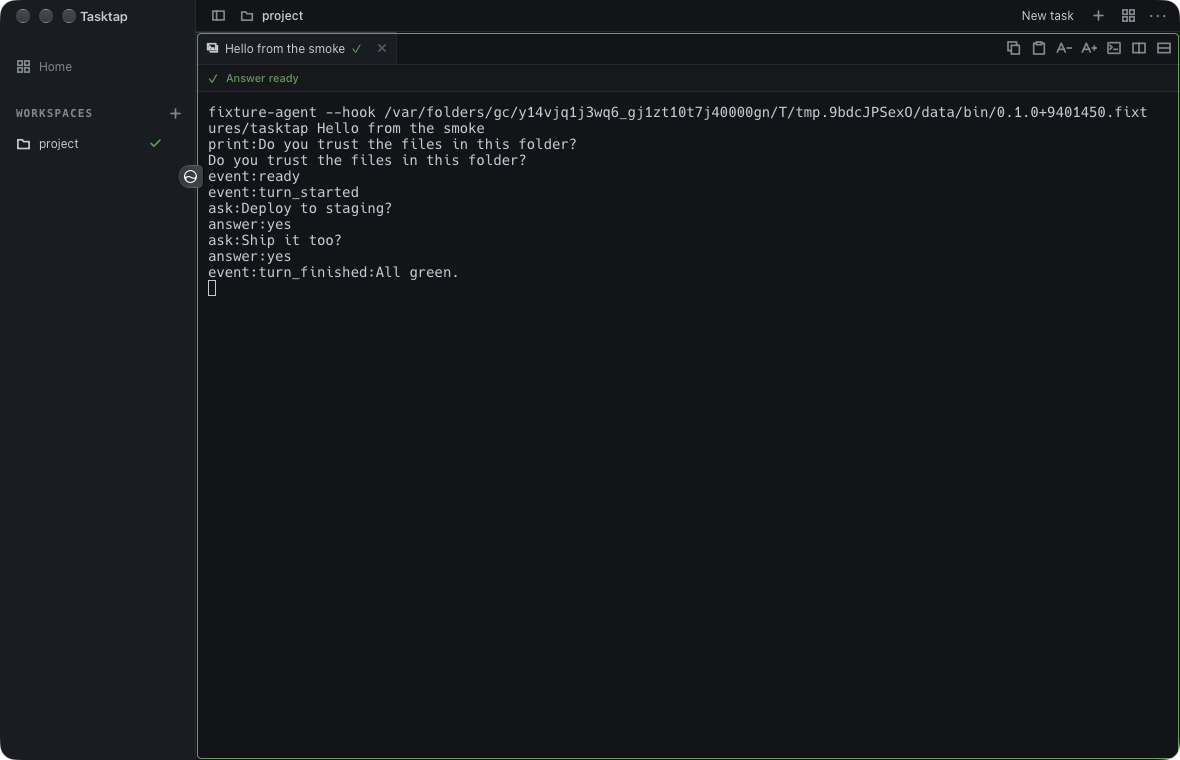 Tasktap
project
New task
Home
WORKSPACES
project
Hello from the smoke
A-
A+
Answer ready
fixture-agent --hook /var/folders/gc/y14vjq1j3wq6_gj1zt10t7j40000gn/T/tmp.9bdcJPSexO/data/bin/0.1.0+9401450.fixt
ures/tasktap Hello from the smoke
print:Do you trust the files in this folder?
Do you trust the files in this folder?
event:ready
event:turn_started
ask:Deploy to staging?
answer:yes
ask:Ship it too?
answer:yes
event:turn_finished:All green.